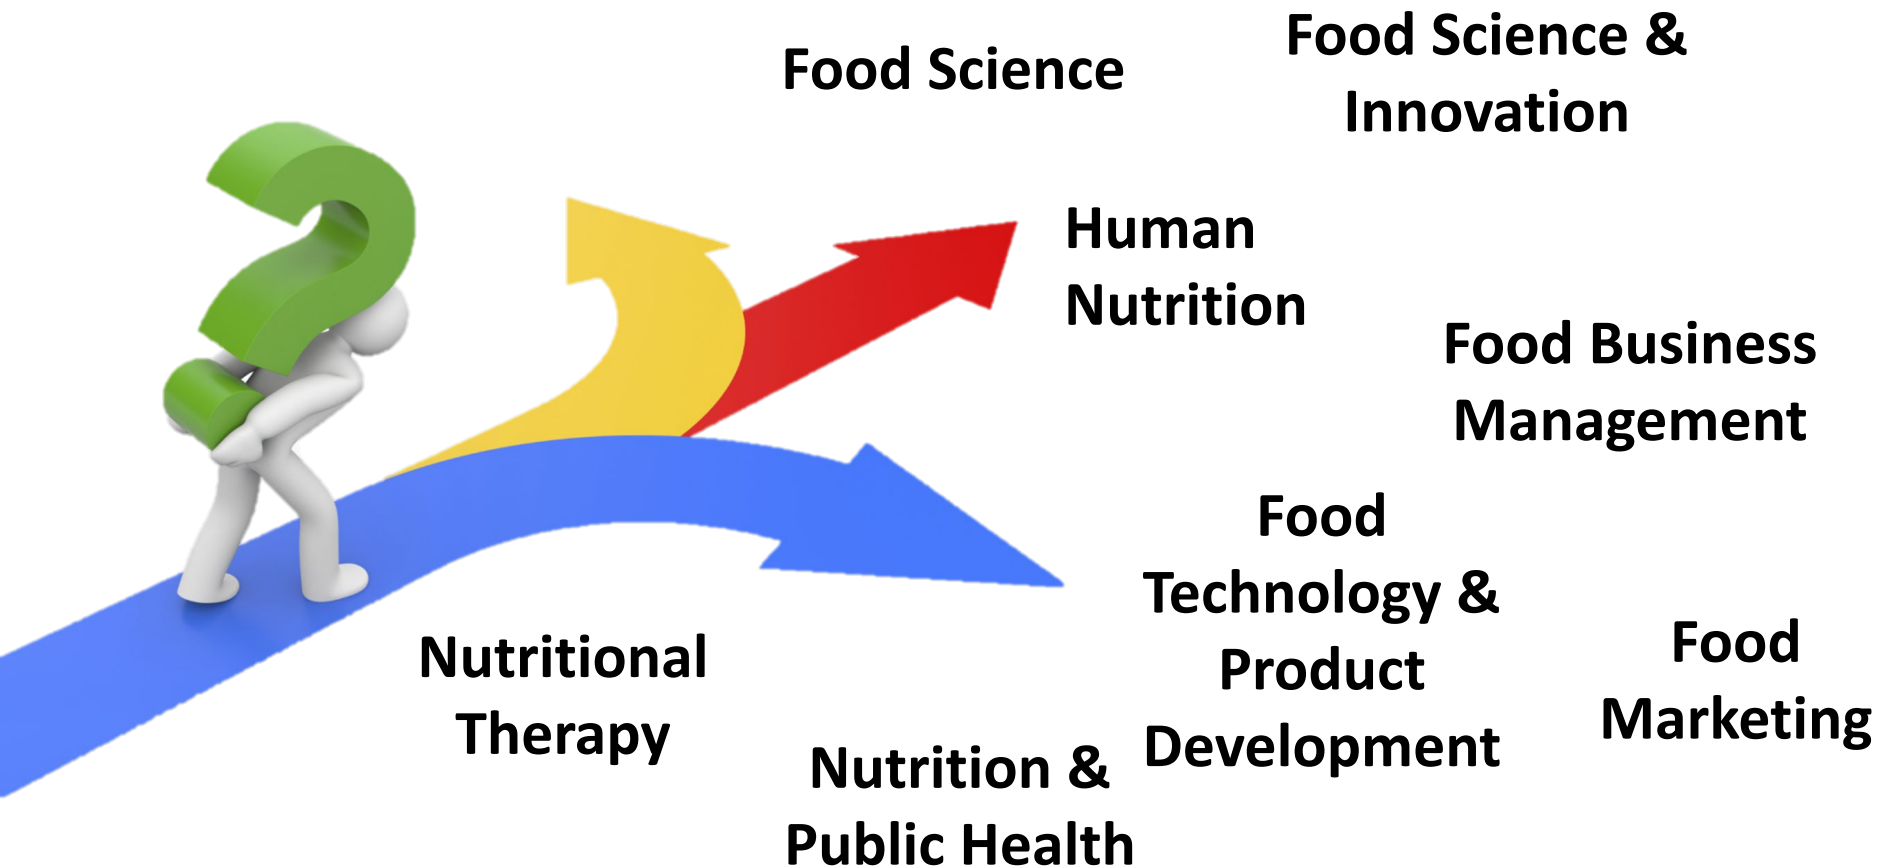 Food Science
Food Science &
Innovation
Human
Nutrition
Food Business
Management
Food
Technology &
Product
Development
Food
Marketing
Nutritional
Therapy
Nutrition &
Public Health